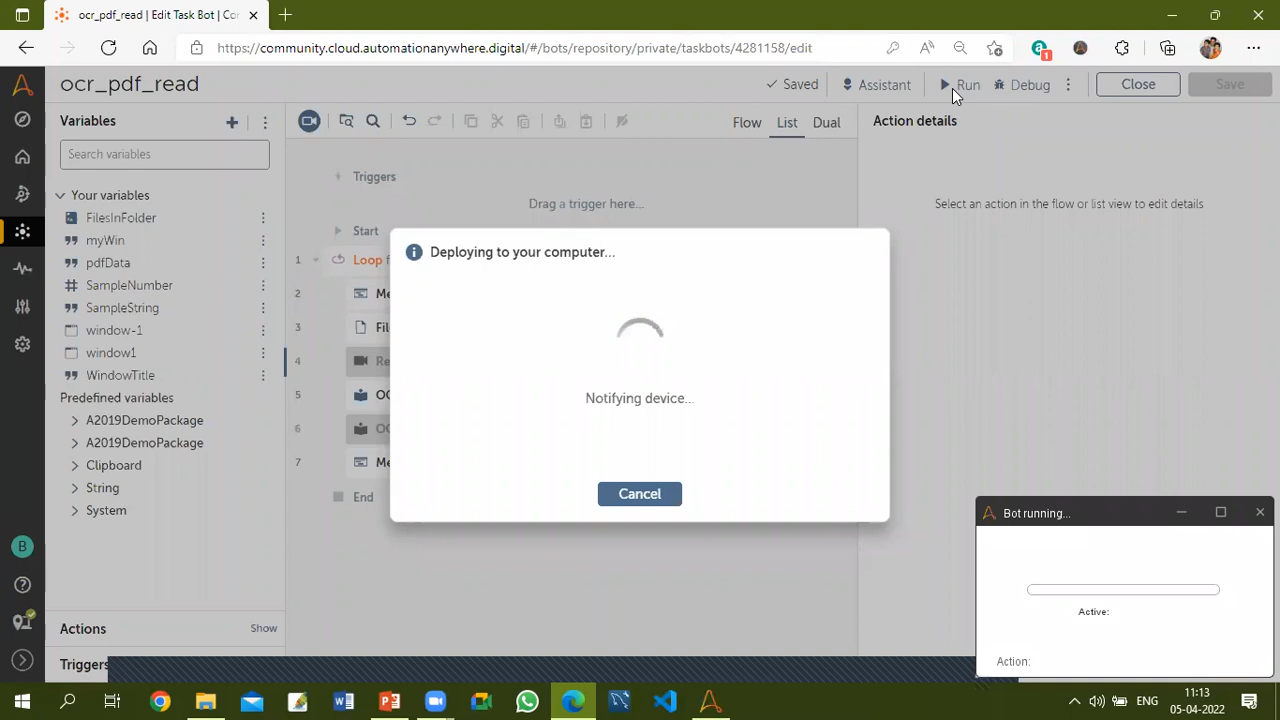 ocr_pdf_read | Edit Task Bot | Co
https://community.cloud.automationanywhere.digital/#/bots/repository/private/taskbots/4281158/edit
1
ocr_pdf_read
Saved
Assistant
Run
Debug
Close
Save
Variables
Flow
List
Dual
Action details
Search variables
Your variables
FilesInFolder
myWin
pdfData
SampleNumber
SampleString
window-1
window1
WindowTitle
Predefined variables
A2019DemoPackage
A2019DemoPackage
Clipboard
String
System
Triggers
Drag a trigger here...
Select an action in the flow or list view to edit details
Start
1 Loop
2 Me
3 Fil
4 Re
5
6
7 Me
End
Deploying to your computer...
Notifying device...
Cancel
Bot running...
Active:
Action:
B
Actions
Show
Triggers
ENG
11:13
05-04-2022